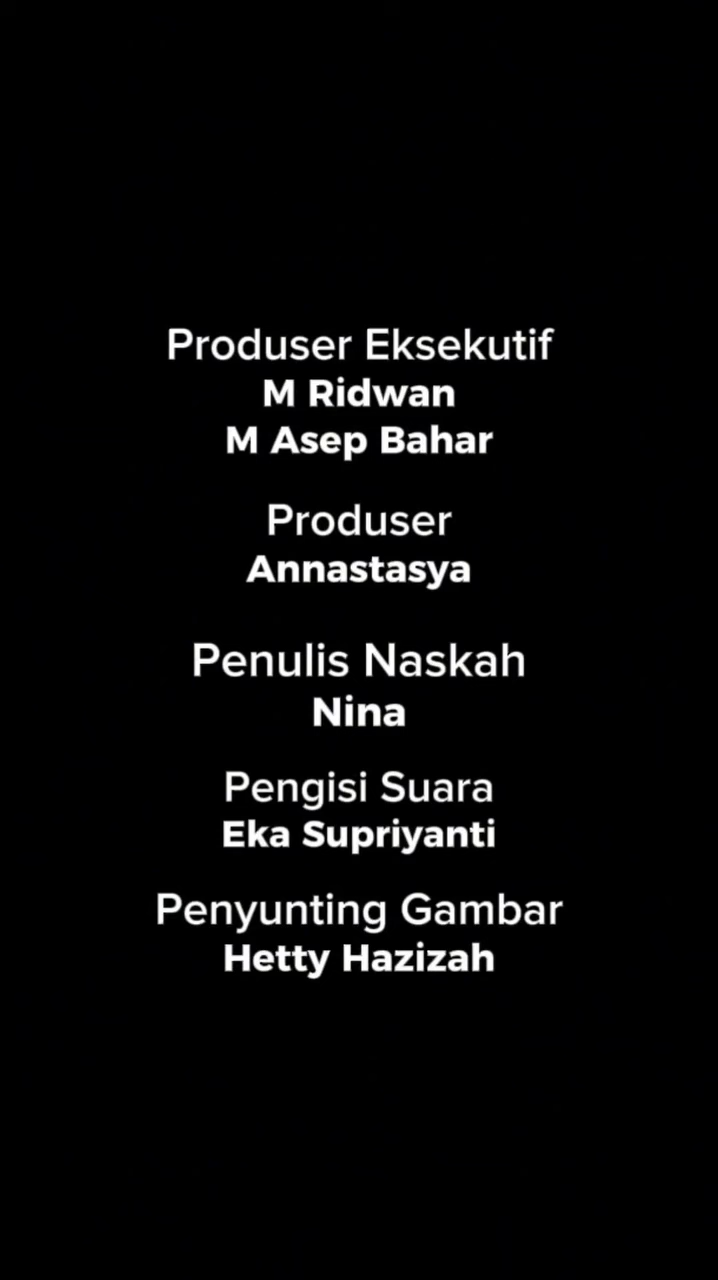 Produser Eksekutif
M Ridwan
M Asep Bahar
Produser
Annastasya
Penulis Naskah
Nina
Pengisi Suara
Eka Supriyanti
Penyunting Gambar
Hetty Hazizah